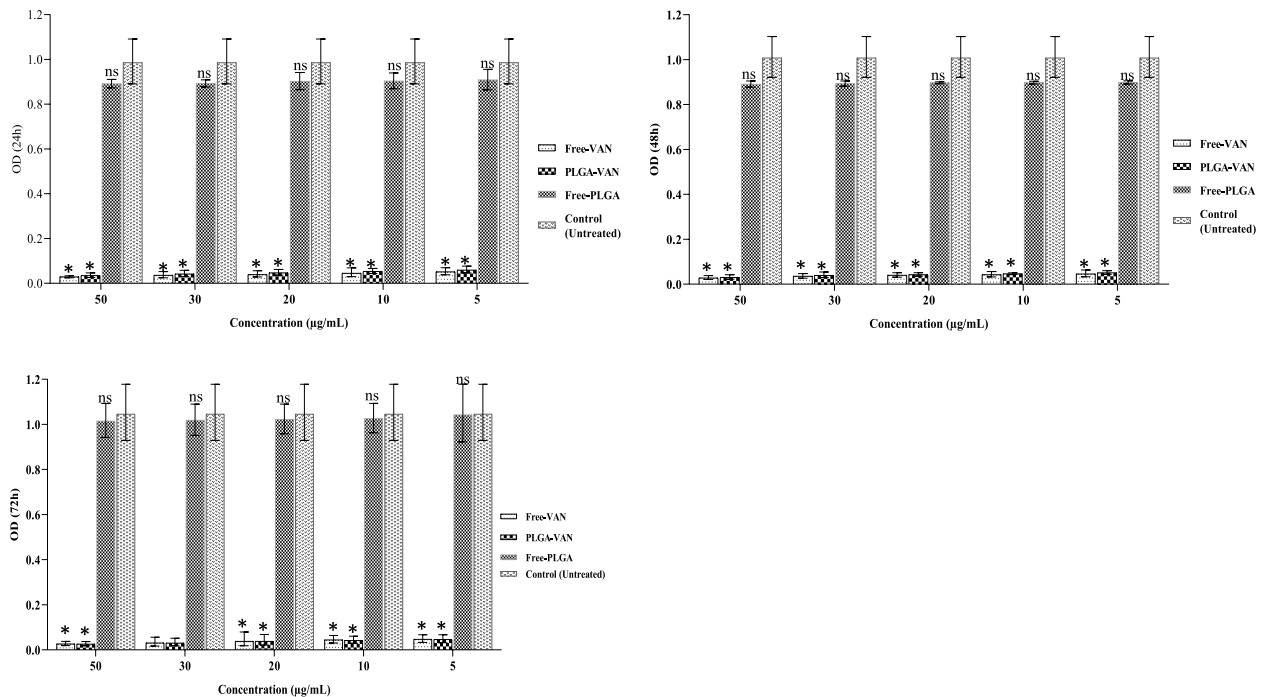 1.2
1.0
0.8
0.6
0.4
0.2
0.0
OD (24h)
ns ns ns ns ns
* * * * * * * * * *
50 30 20 10 5
Concentration (µg/mL)
Free-VAN
PLGA-VAN
Free-PLGA
Control
(Untreated)
1.2
1.0
0.8
0.6
0.4
0.2
0.0
OD (48h)
ns ns ns ns ns
* * * * * * * * * *
50 30 20 10 5
Concentration (µg/mL)
Free-VAN
PLGA-VAN
Free-PLGA
Control
(Untreated)
1.2
1.0
0.8
0.6
0.4
0.2
0.0
OD (72h)
ns ns ns ns ns
* * * * * * * *
50 30 20 10 5
Concentration (µg/mL)
Free-VAN
PLGA-VAN
Free-PLGA
Control (Untreated)